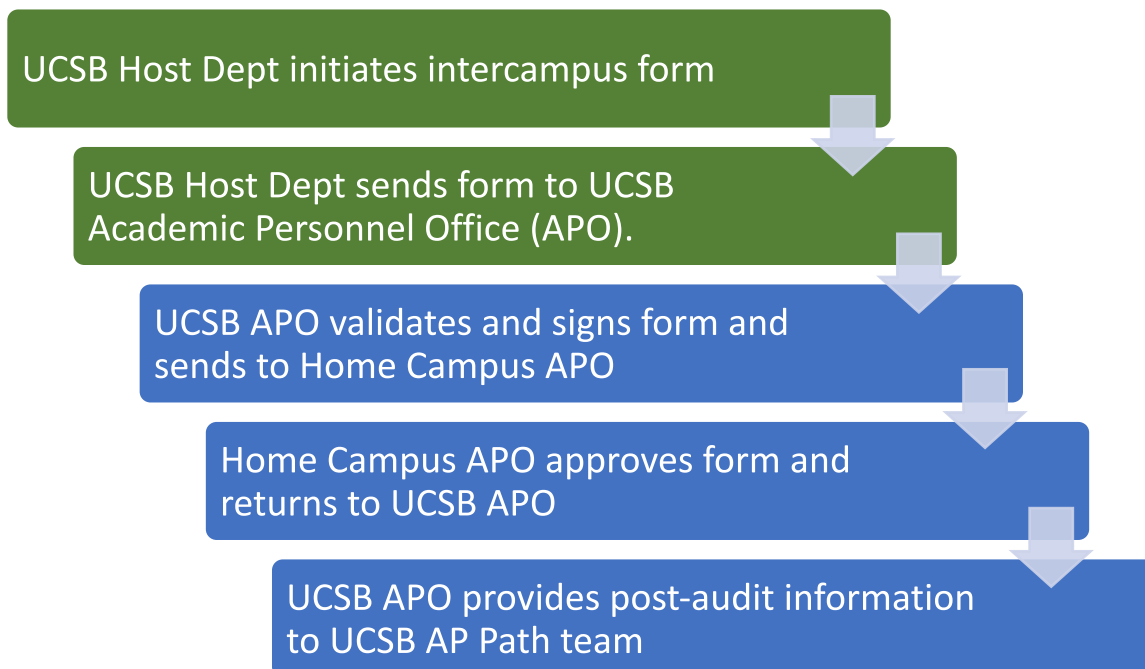 UCSB Host Dept initiates intercampus form
UCSB Host Dept sends form to UCSB
Academic Personnel Office (APO).
UCSB APO validates and signs form and
sends to Home Campus APO
Home Campus APO approves form and
returns to UCSB APO
UCSB APO provides post-audit information
to UCSB AP Path team